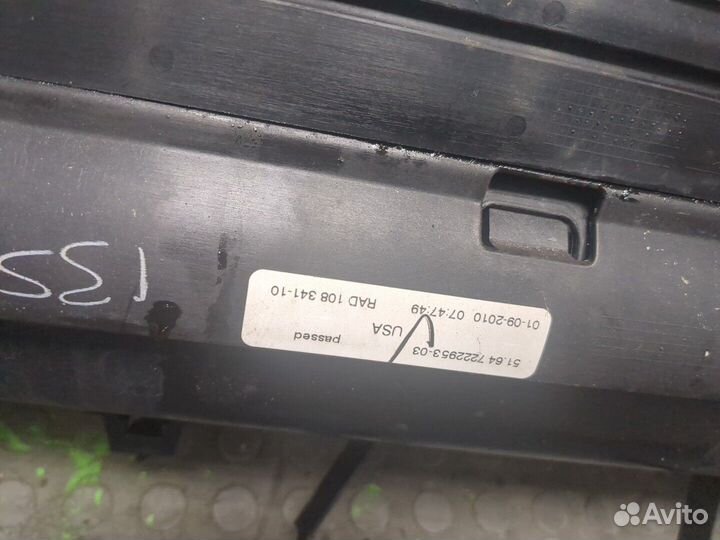 51.64 7222953-03
passed
USA
01-09-2010 07:47:49
RAD 108 341-10
Avito